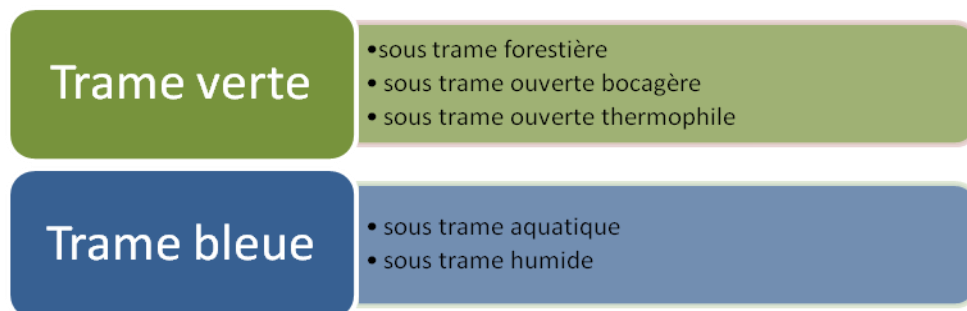 Trame verte
•sous trame forestière
• sous trame ouverte bocagère
• sous trame ouverte thermophile
Trame bleue
• sous trame aquatique
• sous trame humide